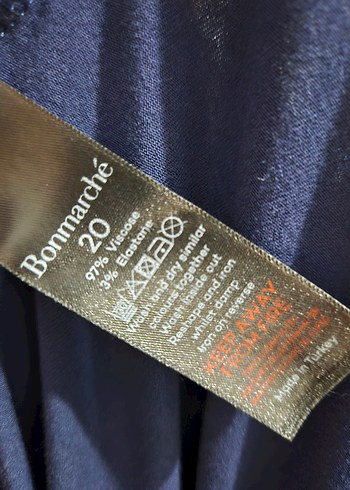 Bonmarché
20
97% Viscose
3% Elastane
Wash and dry similar
colours together
Wash inside out
Reshape and iron
whilst damp
Iron on reverse
KEEP AWAY
FROM FIRE
Made in Turkey